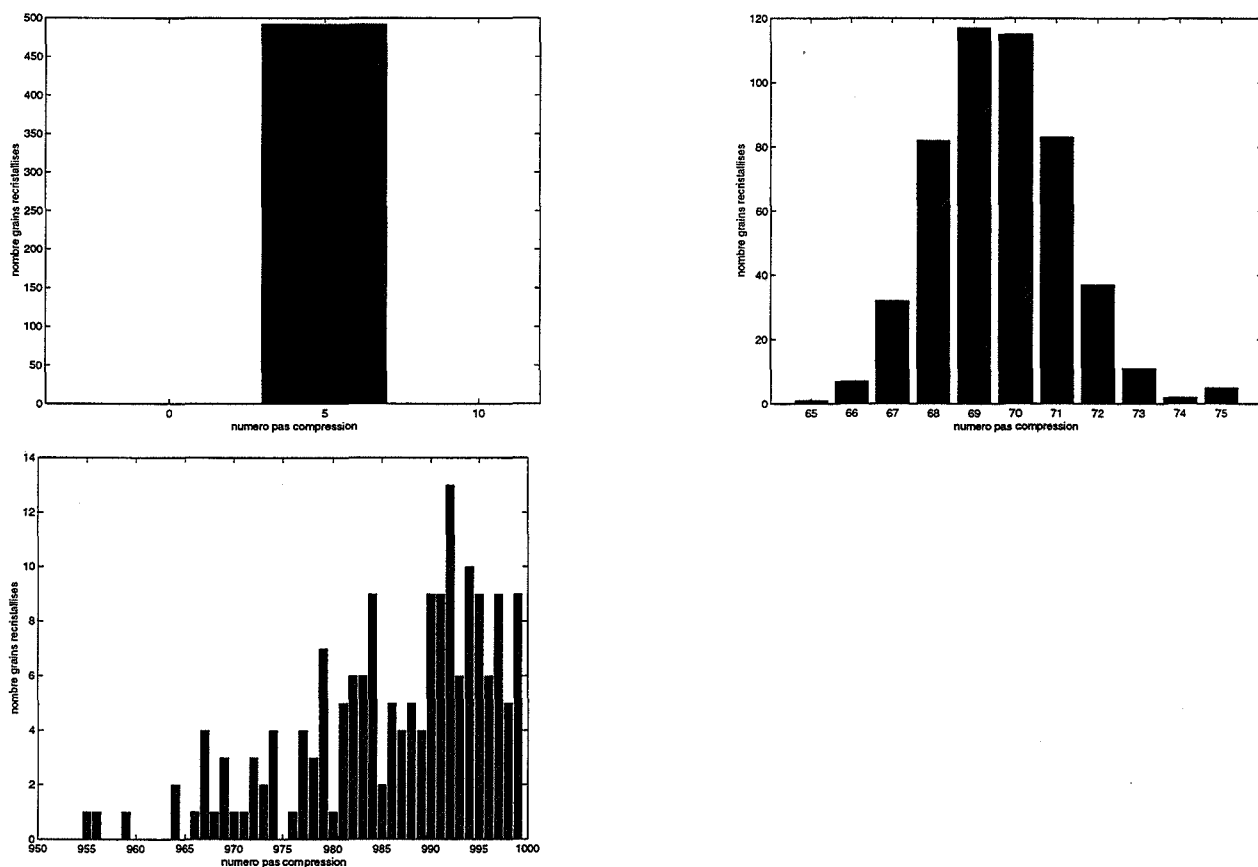 nombre grains recristallises
500
450
400
350
300
250
200
150
100
50
0
0 5 10
numero pas compression
nombre grains recristallises
120
100
80
60
40
20
0
65 66 67 68 69 70 71 72 73 74 75
numero pas compression
nombre grains recristallises
14
12
10
8
6
4
2
0
950 955 960 965 970 975 980 985 990 995 1000
numero pas compression